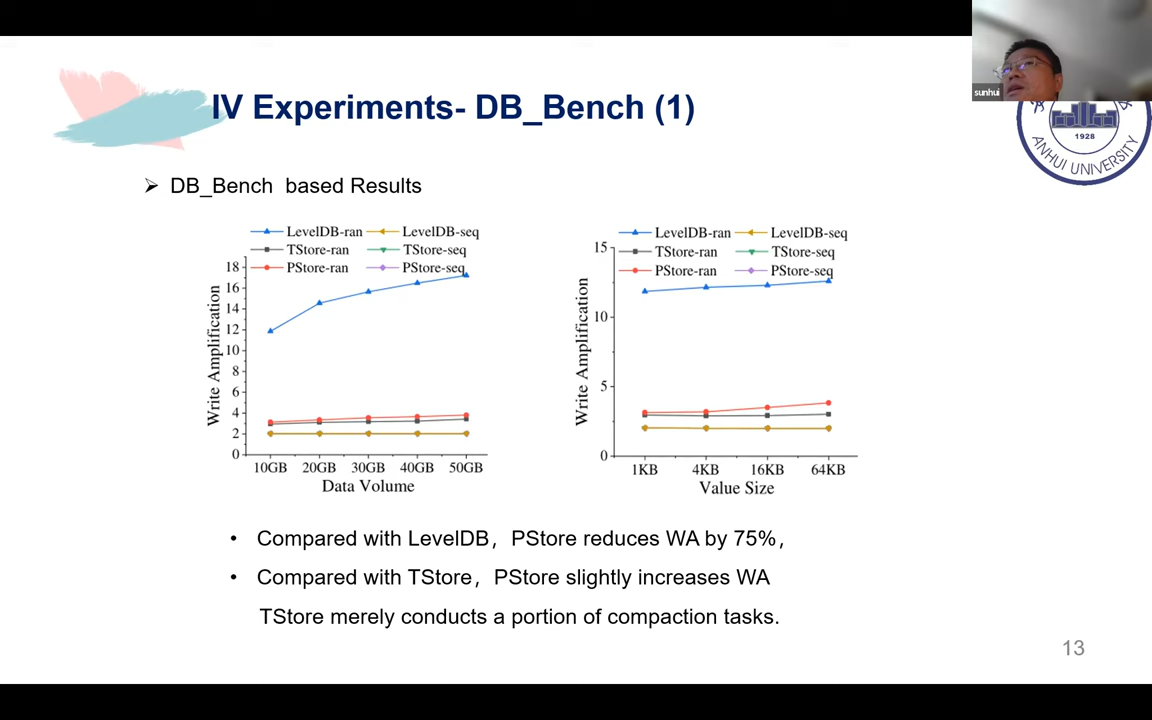 sunhui
IV Experiments- DB_Bench (1)
1928
ANHUI UNIVERSITY
➢ DB_Bench based Results
LevelDB-ran LevelDB-seq
TStore-ran TStore-seq
PStore-ran PStore-seq
18
16
14
12
10
8
6
4
2
0
Write Amplification
10GB 20GB 30GB 40GB 50GB
Data Volume
LevelDB-ran LevelDB-seq
TStore-ran TStore-seq
PStore-ran PStore-seq
15
10
5
0
Write Amplification
1KB 4KB 16KB 64KB
Value Size
• Compared with LevelDB，PStore reduces WA by 75%，
• Compared with TStore，PStore slightly increases WA
TStore merely conducts a portion of compaction tasks.
13